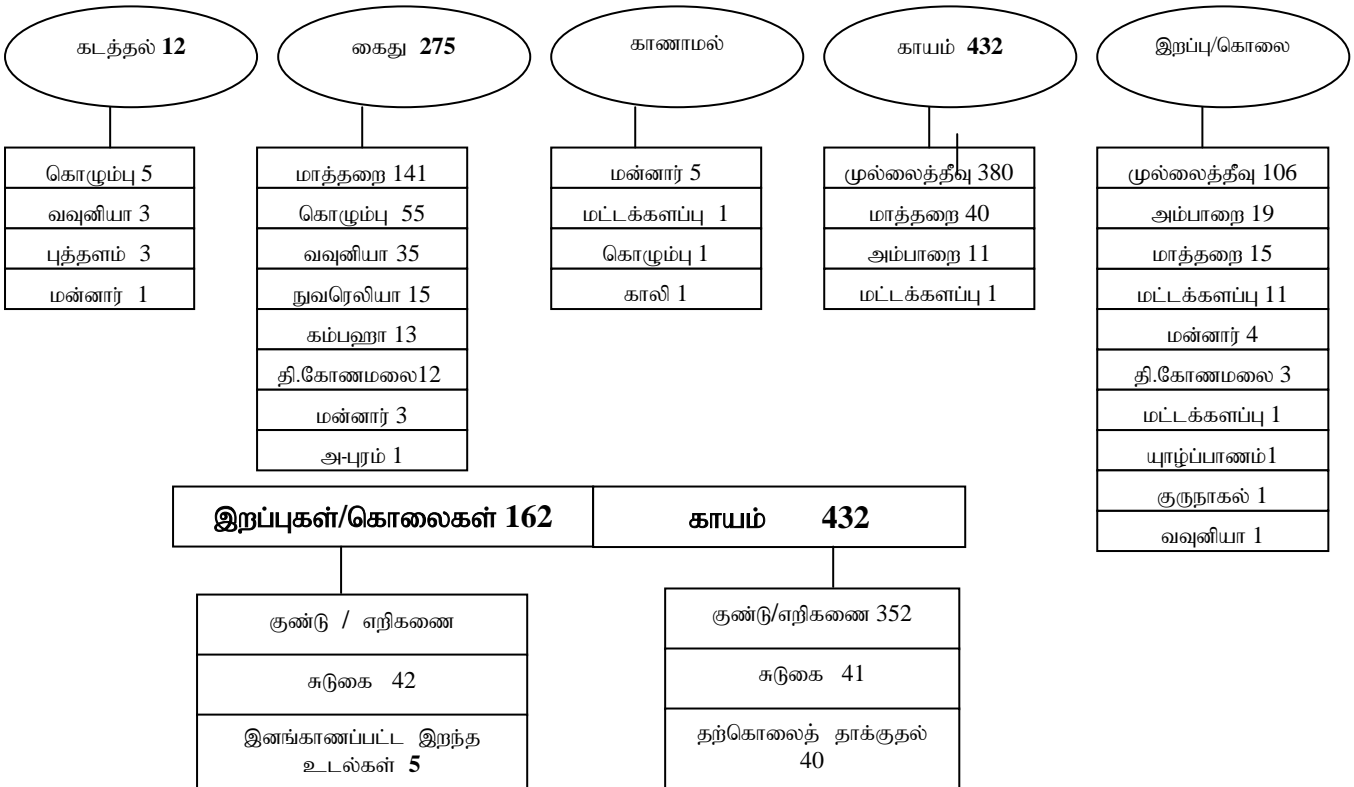 கடத்தல் 12
கைது 275
காணாமல்
காயம் 432
இறப்பு/கொலை
கொழும்பு 5
வவுனியா 3
புத்தளம் 3
மன்னார் 1
மாத்தறை 141
கொழும்பு 55
வவுனியா 35
நுவரெலியா 15
கம்பஹா 13
தி.கோணமலை12
மன்னார் 3
அ-புரம் 1
மன்னார் 5
மட்டக்களப்பு 1
கொழும்பு 1
காலி 1
முல்லைத்தீவு 380
மாத்தறை 40
அம்பாறை 11
மட்டக்களப்பு 1
முல்லைத்தீவு 106
அம்பாறை 19
மாத்தறை 15
மட்டக்களப்பு 11
மன்னார் 4
தி.கோணமலை 3
மட்டக்களப்பு 1
யுாழ்ப்பாணம்1
குருநாகல் 1
வவுனியா 1
இறப்புகள்/கொலைகள் 162
காயம் 432
குண்டு / எறிகணை
சுடுகை 42
இனங்காணப்பட்ட இறந்த
உடல்கள் 5
குண்டு/எறிகணை 352
சுடுகை 41
தற்கொலைத் தாக்குதல்
40